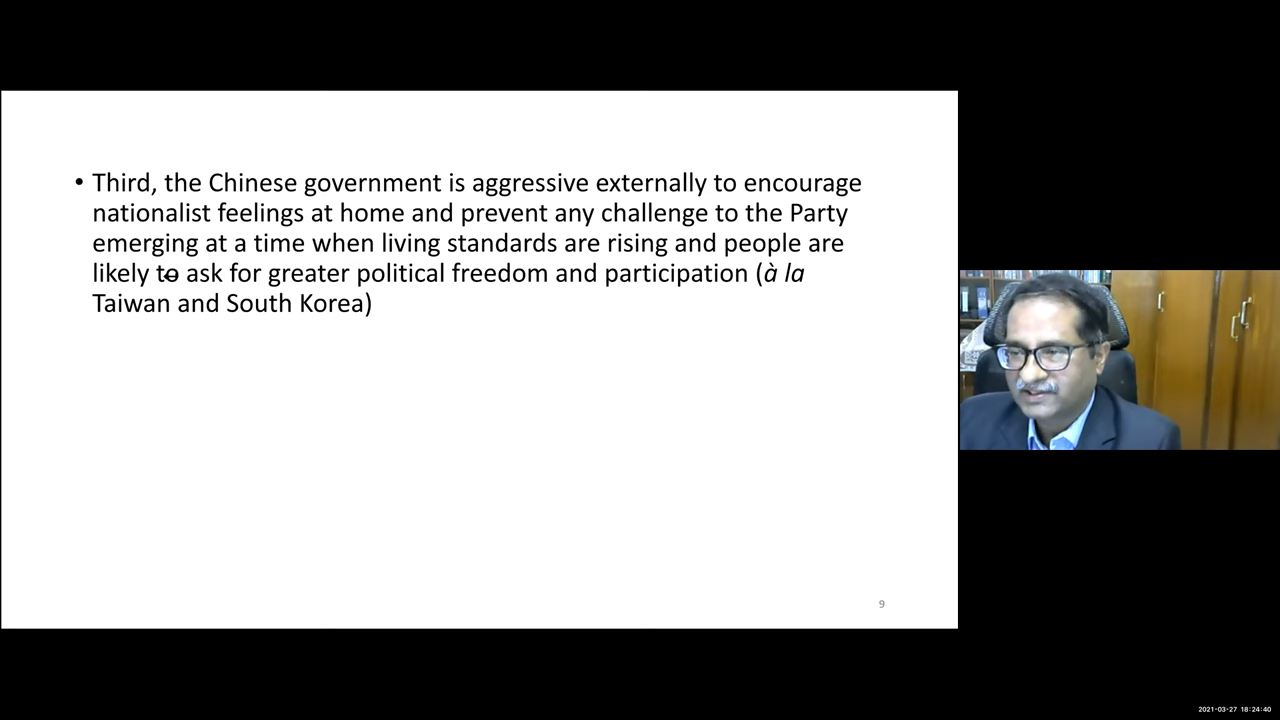 • Third, the Chinese government is aggressive externally to encourage
nationalist feelings at home and prevent any challenge to the Party
emerging at a time when living standards are rising and people are
likely to ask for greater political freedom and participation (à la
Taiwan and South Korea)
9
2021-03-27 18:24:40